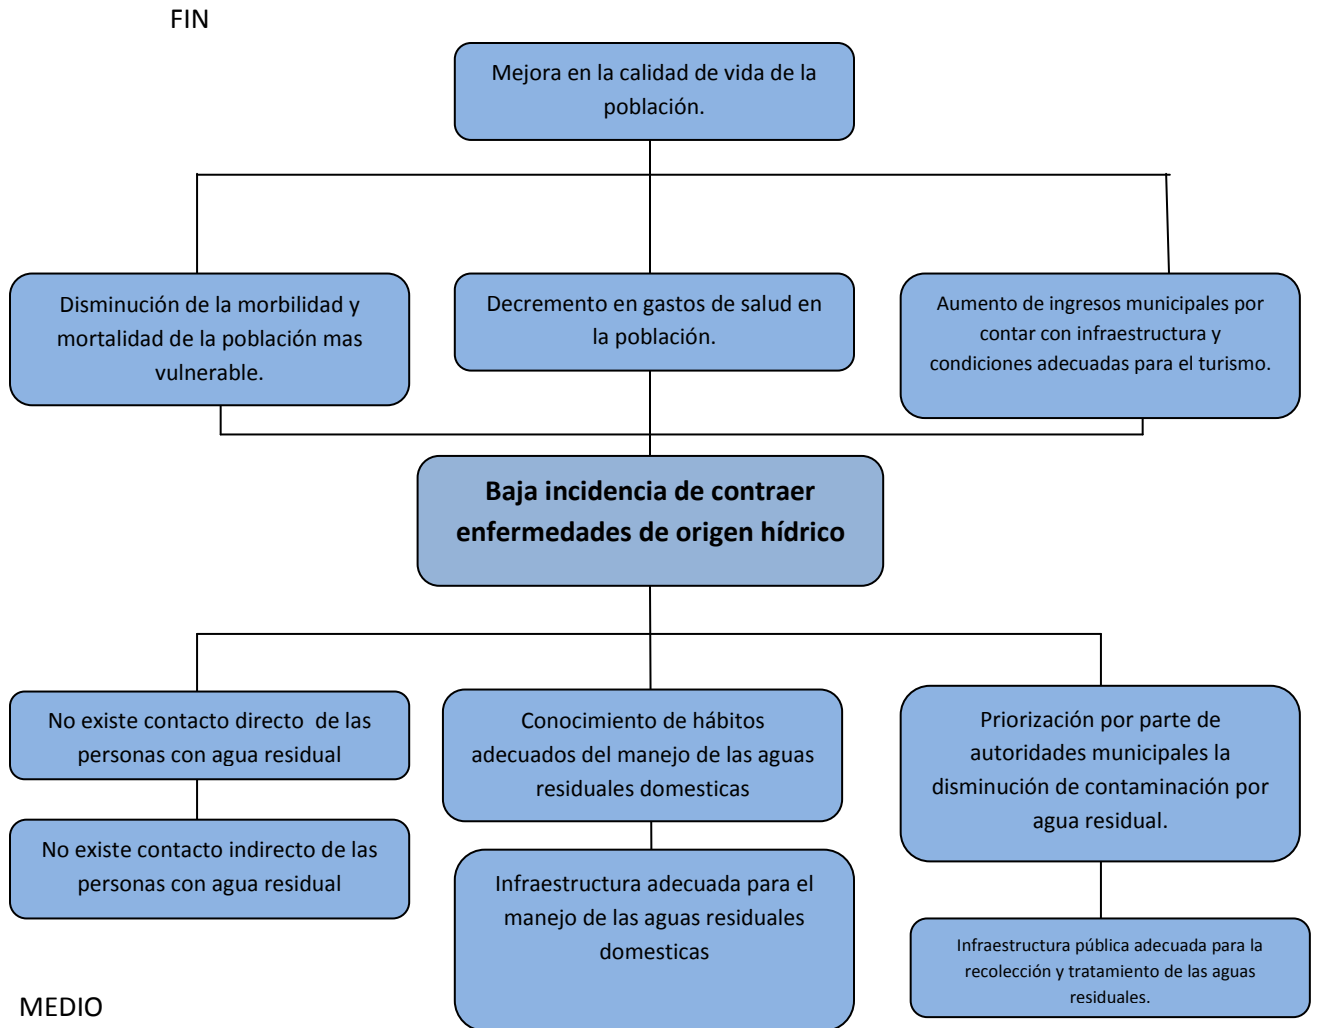 FIN
Mejora en la calidad de vida de la
población.
Disminución de la morbilidad y
mortalidad de la población mas
vulnerable.
Decremento en gastos de salud en
la población.
Aumento de ingresos municipales por
contar con infraestructura y
condiciones adecuadas para el turismo.
Baja incidencia de contraer
enfermedades de origen hídrico
No existe contacto directo de las
personas con agua residual
Conocimiento de hábitos
adecuados del manejo de las aguas
residuales domesticas
Priorización por parte de
autoridades municipales la
disminución de contaminación por
agua residual.
No existe contacto indirecto de las
personas con agua residual
Infraestructura adecuada para el
manejo de las aguas residuales
domesticas
Infraestructura pública adecuada para la
recolección y tratamiento de las aguas
residuales.
MEDIO